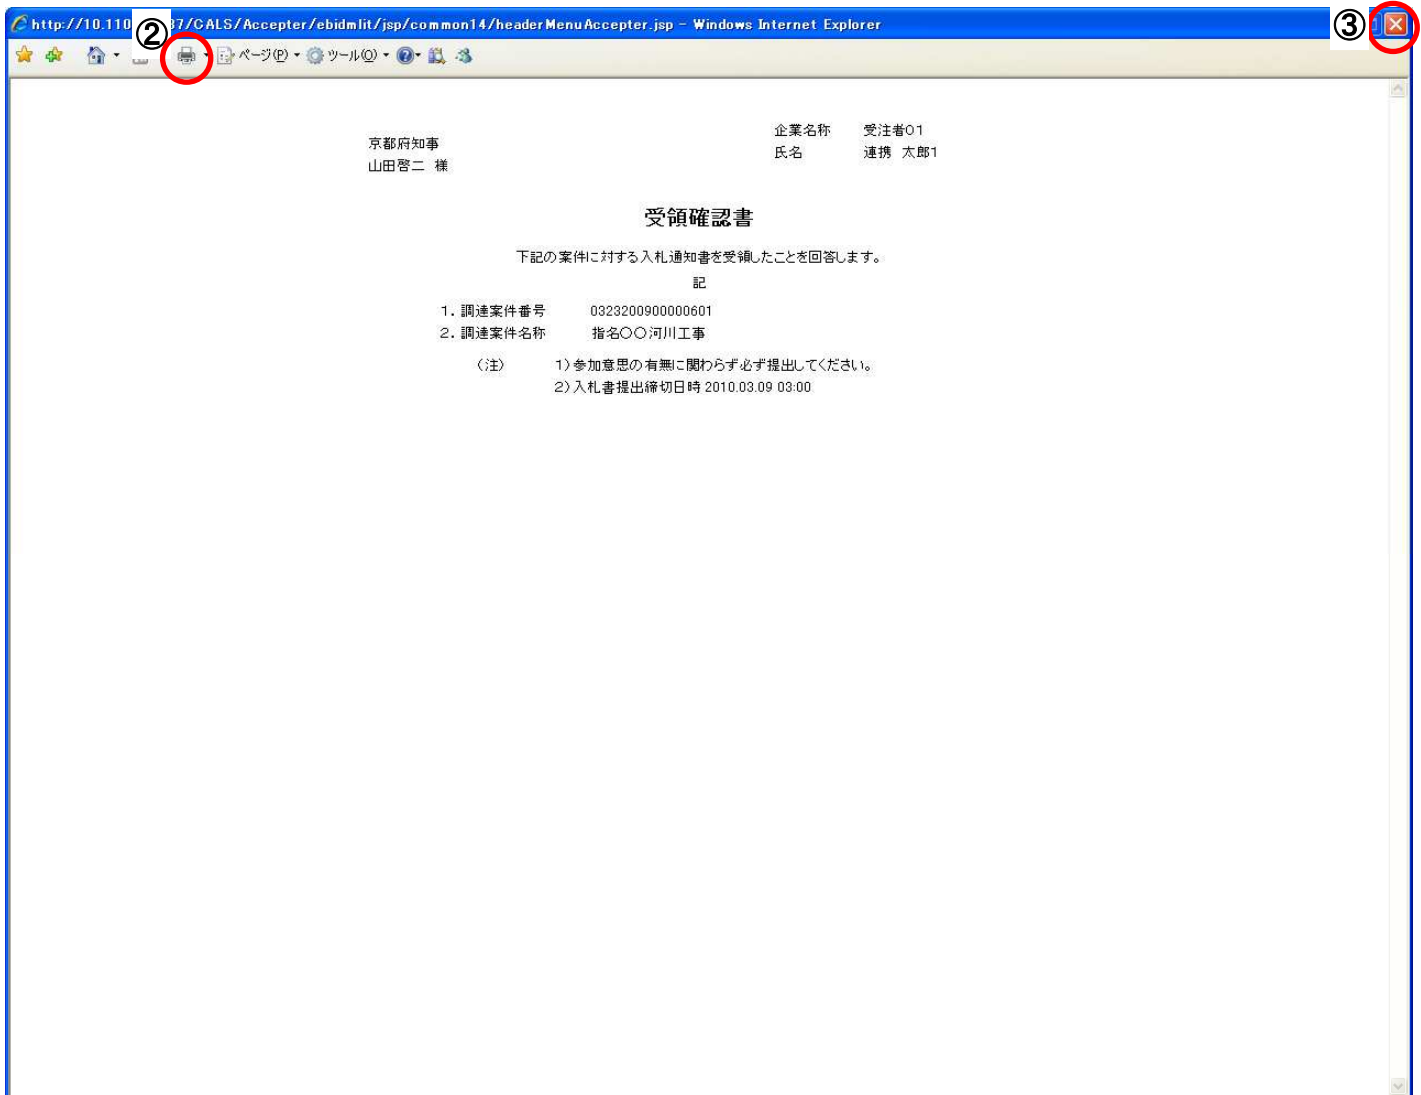 http://10.110 37/CALS/Accepter/ebidmlit/jsp/common14/headerMenuAccepter.jsp - Windows Internet Explorer
②
③
ページ(P) ツール(O)
企業名称 受注者01
京都府知事
氏名 連携 太郎1
山田啓二 様
受領確認書
下記の案件に対する入札通知書を受領したことを回答します。
記
1.調達案件番号 0323200900000601
2.調達案件名称 指名〇〇河川工事
(注) 1)参加意思の有無に関わらず必ず提出してください。
2)入札書提出締切日時 2010.03.09 03:00